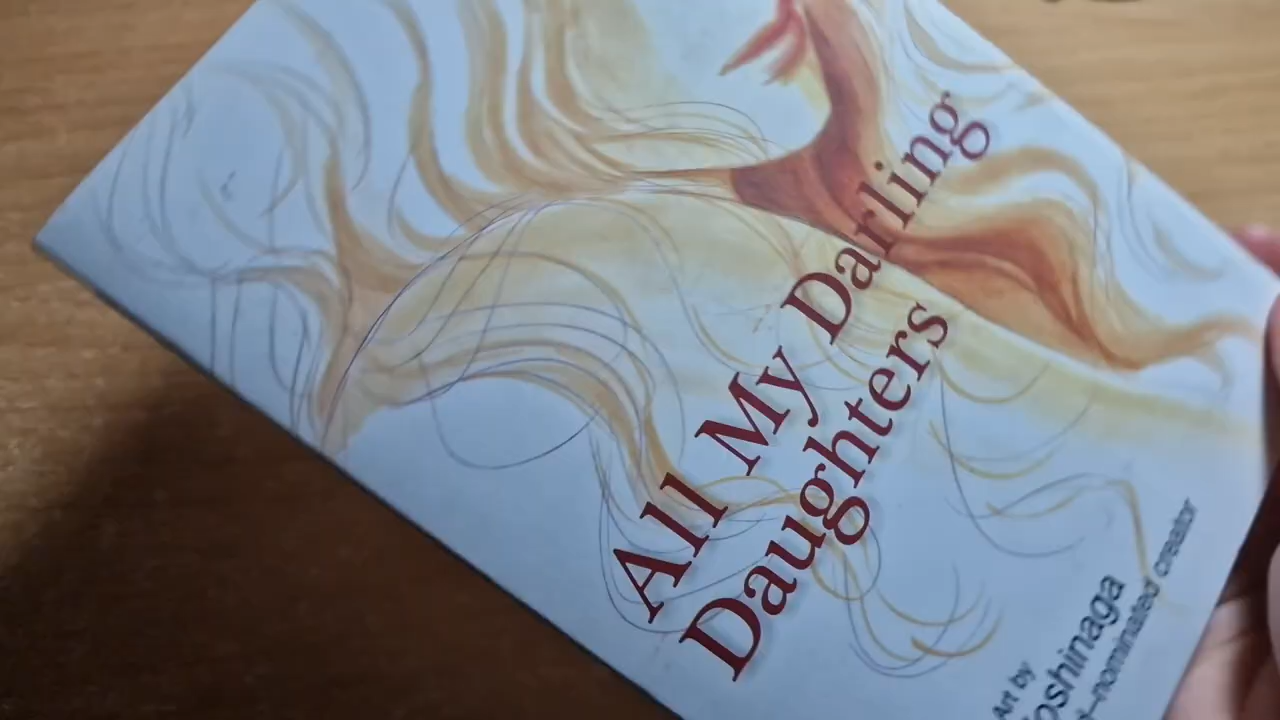 All My Darling
Daughters
Art by
oshinaga
–nominated creator